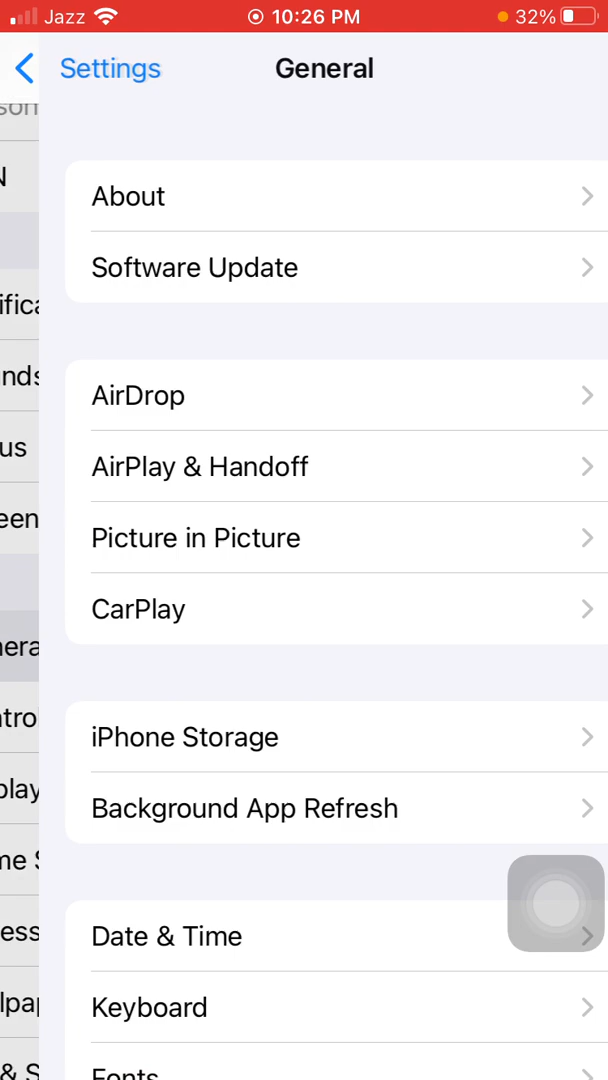 Jazz 10:26 PM 32%
Settings General
About
Software Update
AirDrop
AirPlay & Handoff
Picture in Picture
CarPlay
iPhone Storage
Background App Refresh
Date & Time
Keyboard
Fonts